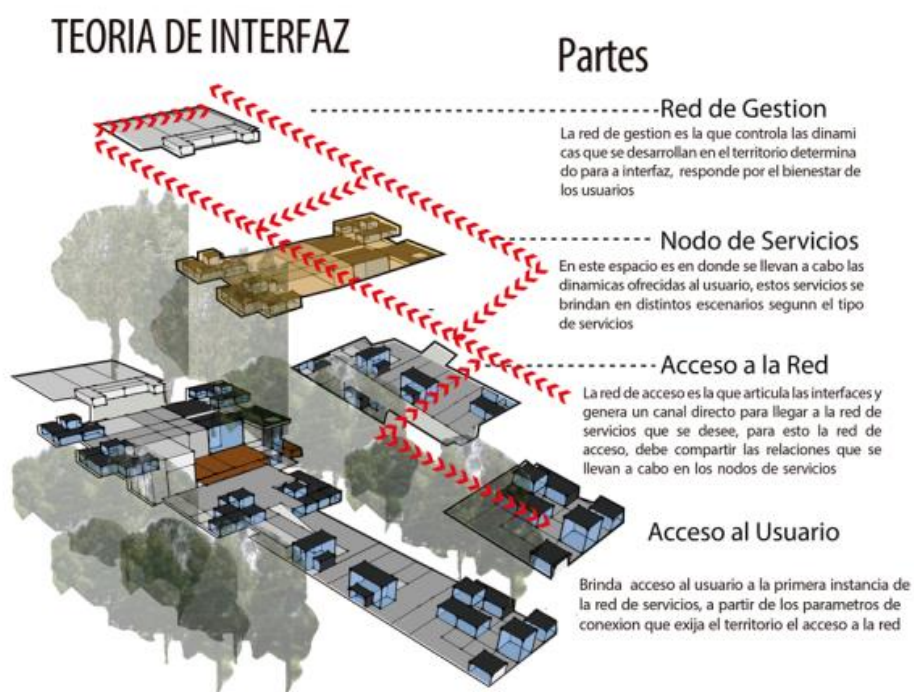 TEORIA DE INTERFAZ
Partes
Red de Gestion
La red de gestion es la que controla las dinami
cas que se desarrollan en el territorio determina
do para a interfaz, responde por el bienestar de
los usuarios
Nodo de Servicios
En este espacio es en donde se llevan a cabo las
dinamicas ofrecidas al usuario, estos servicios se
brindan en distintos escenarios segunn el tipo
de servicios
Acceso a la Red
La red de acceso es la que articula las interfaces y
genera un canal directo para llegar a la red de
servicios que se desee, para esto la red de
acceso, debe compartir las relaciones que se
llevan a cabo en los nodos de servicios
Acceso al Usuario
Brinda acceso al usuario a la primera instancia de
la red de servicios, a partir de los parametros de
conexion que exija el territorio el acceso a la red